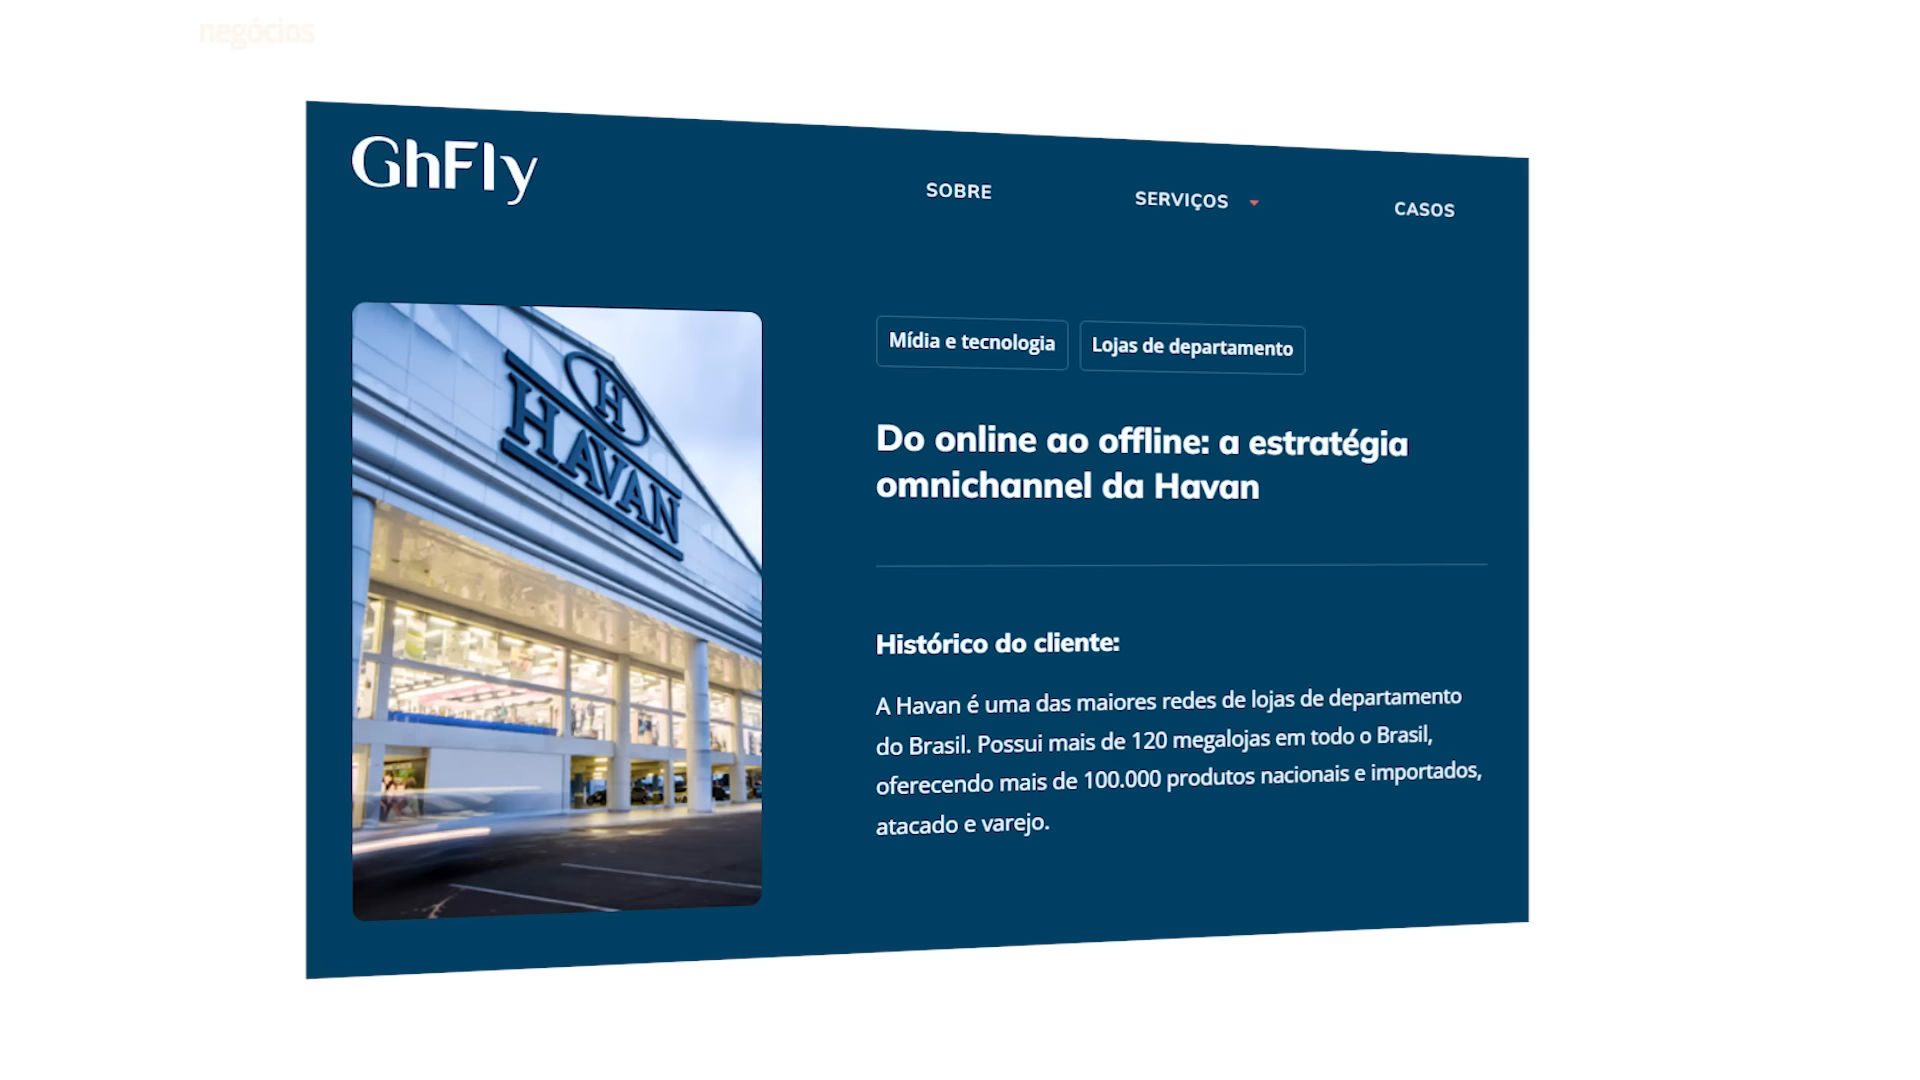 negócios
GhFly
SOBRE
SERVIÇOS
CASOS
H
HAVAN
Mídia e tecnologia
Lojas de departamento
Do online ao offline: a estratégia
omnichannel da Havan
Histórico do cliente:
A Havan é uma das maiores redes de lojas de departamento
do Brasil. Possui mais de 120 megalojas em todo o Brasil,
oferecendo mais de 100.000 produtos nacionais e importados,
atacado e varejo.